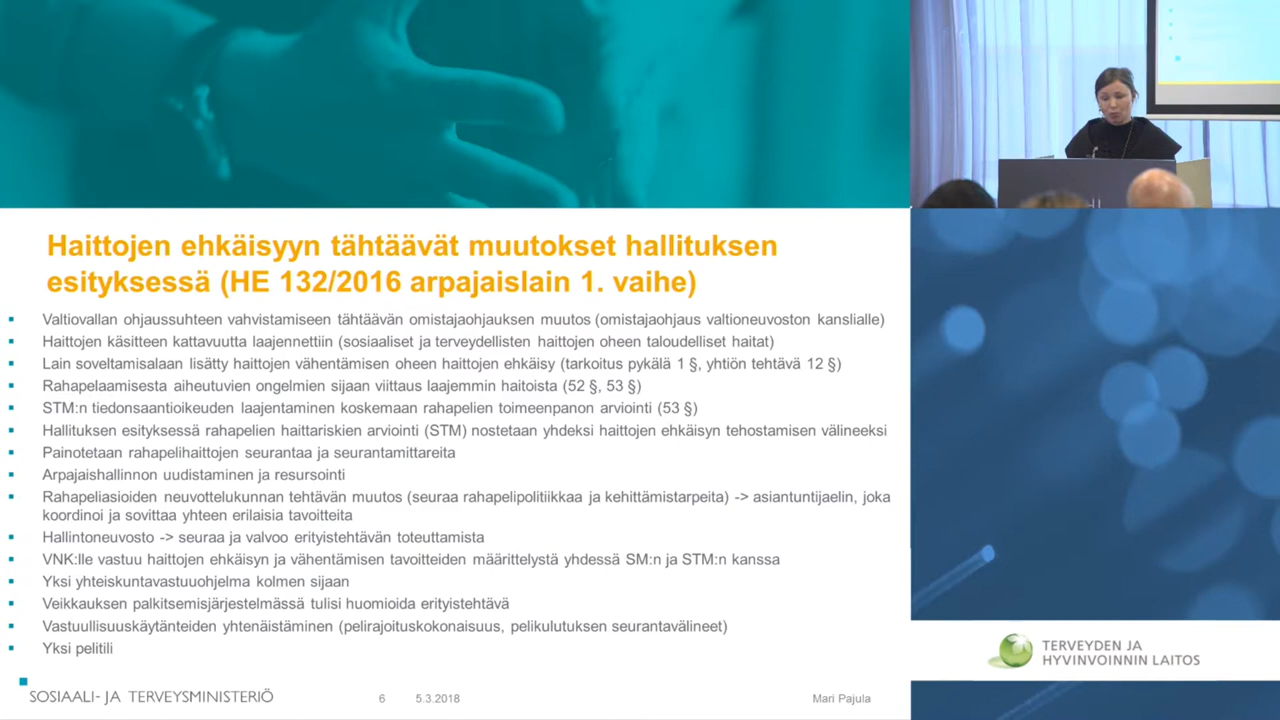 Haittojen ehkäisyyn tähtäävät muutokset hallituksen
esityksessä (HE 132/2016 arpajaislain 1. vaihe)
Valtiovallan ohjaussuhteen vahvistamiseen tähtäävän omistajaohjauksen muutos (omistajaohjaus valtioneuvoston kanslialle)
Haittojen käsitteen kattavuutta laajennettiin (sosiaaliset ja terveydellisten haittojen oheen taloudelliset haitat)
Lain soveltamisalaan lisätty haittojen vähentämisen oheen haittojen ehkäisy (tarkoitus pykälä 1 §, yhtiön tehtävä 12 §)
Rahapelaamisesta aiheutuvien ongelmien sijaan viittaus laajemmin haitoista (52 §, 53 §)
STM:n tiedonsaantioikeuden laajentaminen koskemaan rahapelien toimeenpanon arviointi (53 §)
Hallituksen esityksessä rahapelien haittariskien arviointi (STM) nostetaan yhdeksi haittojen ehkäisyn tehostamisen välineeksi
Painotetaan rahapelihaittojen seurantaa ja seurantamittareita
Arpajaishallinnon uudistaminen ja resursointi
Rahapeliasioiden neuvottelukunnan tehtävän muutos (seuraa rahapelipolitiikkaa ja kehittämistarpeita) -> asiantuntijaelin, joka
koordinoi ja sovittaa yhteen erilaisia tavoitteita
Hallintoneuvosto -> seuraa ja valvoo erityistehtävän toteuttamista
VNK:lle vastuu haittojen ehkäisyn ja vähentämisen tavoitteiden määrittelystä yhdessä SM:n ja STM:n kanssa
Yksi yhteiskuntavastuuohjelma kolmen sijaan
Veikkauksen palkitsemisjärjestelmässä tulisi huomioida erityistehtävä
Vastuullisuuskäytänteiden yhtenäistäminen (pelirajoituskokonaisuus, pelikulutuksen seurantavälineet)
Yksi pelitili
SOSIAALI- JA TERVEYSMINISTERIÖ
6
5.3.2018
Mari Pajula
TERVEYDEN JA
HYVINVOINNIN LAITOS